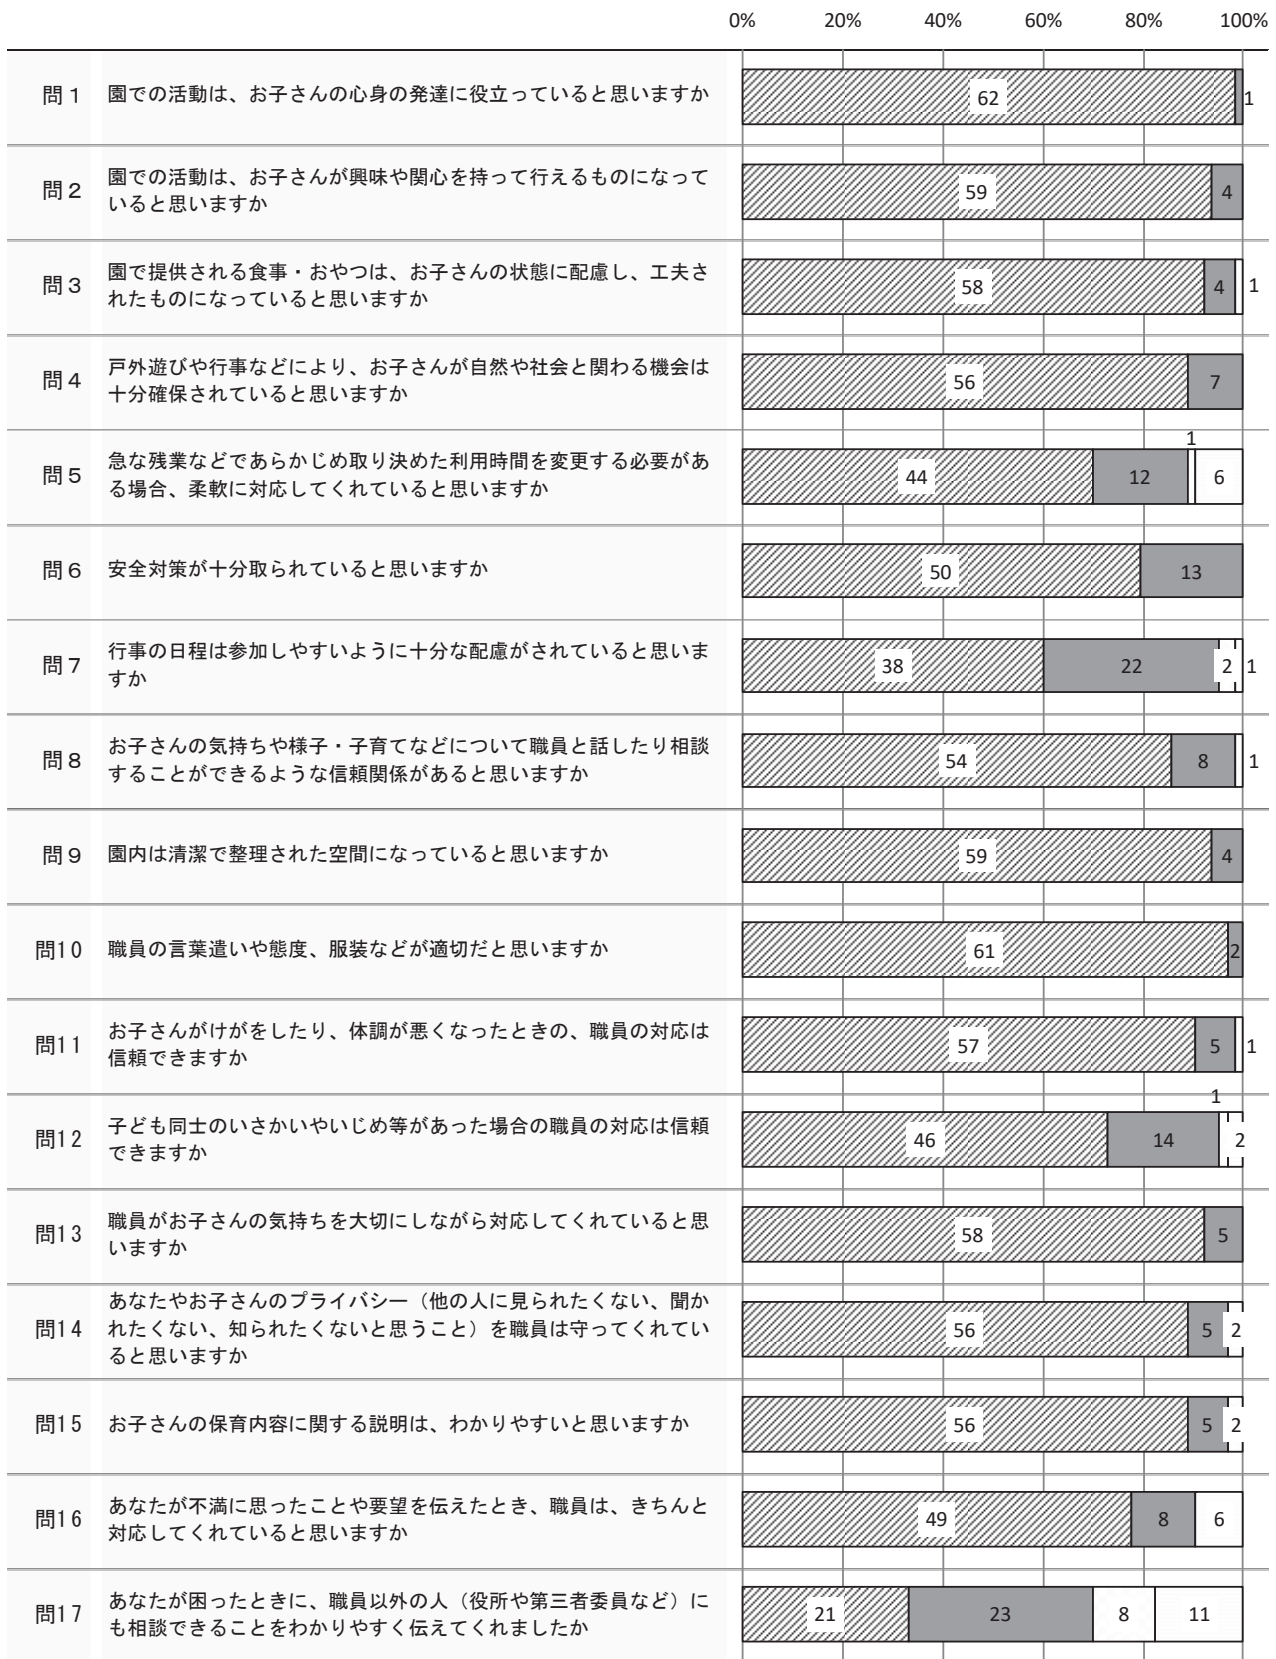 0% 20% 40% 60% 80% 100%
問1 園での活動は、お子さんの心身の発達に役立っていると思いますか 62 1
問2 園での活動は、お子さんが興味や関心を持って行えるものになって
いると思いますか 59 4
問3 園で提供される食事・おやつは、お子さんの状態に配慮し、工夫さ
れたものになっていると思いますか 58 4 1
問4 戸外遊びや行事などにより、お子さんが自然や社会と関わる機会は
十分確保されていると思いますか 56 7
問5 急な残業などであらかじめ取り決めた利用時間を変更する必要があ
る場合、柔軟に対応してくれていると思いますか 44 12 1 6
問6 安全対策が十分取られていると思いますか 50 13
問7 行事の日程は参加しやすいように十分な配慮がされていると思いま
すか 38 22 2 1
問8 お子さんの気持ちや様子・子育てなどについて職員と話したり相談
することができるような信頼関係があると思いますか 54 8 1
問9 園内は清潔で整理された空間になっていると思いますか 59 4
問10 職員の言葉遣いや態度、服装などが適切だと思いますか 61 2
問11 お子さんがけがをしたり、体調が悪くなったときの、職員の対応は
信頼できますか 57 5 1
問12 子ども同士のいさかいやいじめ等があった場合の職員の対応は信頼
できますか 46 14 1 2
問13 職員がお子さんの気持ちを大切にしながら対応してくれていると思
いますか 58 5
問14 あなたやお子さんのプライバシー(他の人に見られたくない、聞か
れたくない、知られたくないと思うこと)を職員は守ってくれてい
ると思いますか 56 5 2
問15 お子さんの保育内容に関する説明は、わかりやすいと思いますか 56 5 2
問16 あなたが不満に思ったことや要望を伝えたとき、職員は、きちんと
対応してくれていると思いますか 49 8 6
問17 あなたが困ったときに、職員以外の人(役所や第三者委員など)に
も相談できることをわかりやすく伝えてくれましたか 21 23 8 11